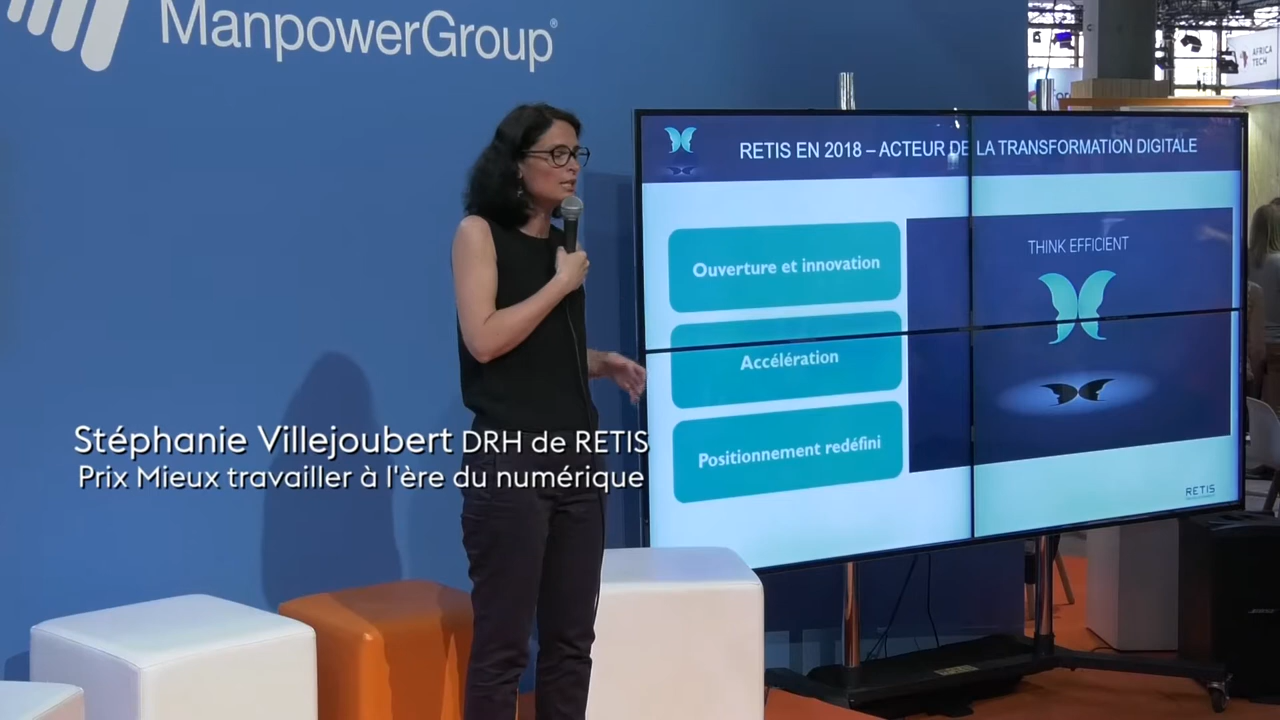 ManpowerGroup®
AFRICA
TECH
RETIS EN 2018 – ACTEUR DE LA TRANSFORMATION DIGITALE
Ouverture et innovation
THINK EFFICIENT
Accélération
Positionnement redéfini
RETIS
Stéphanie Villejoubert DRH de RETIS
Prix Mieux travailler à l'ère du numérique
BOSE